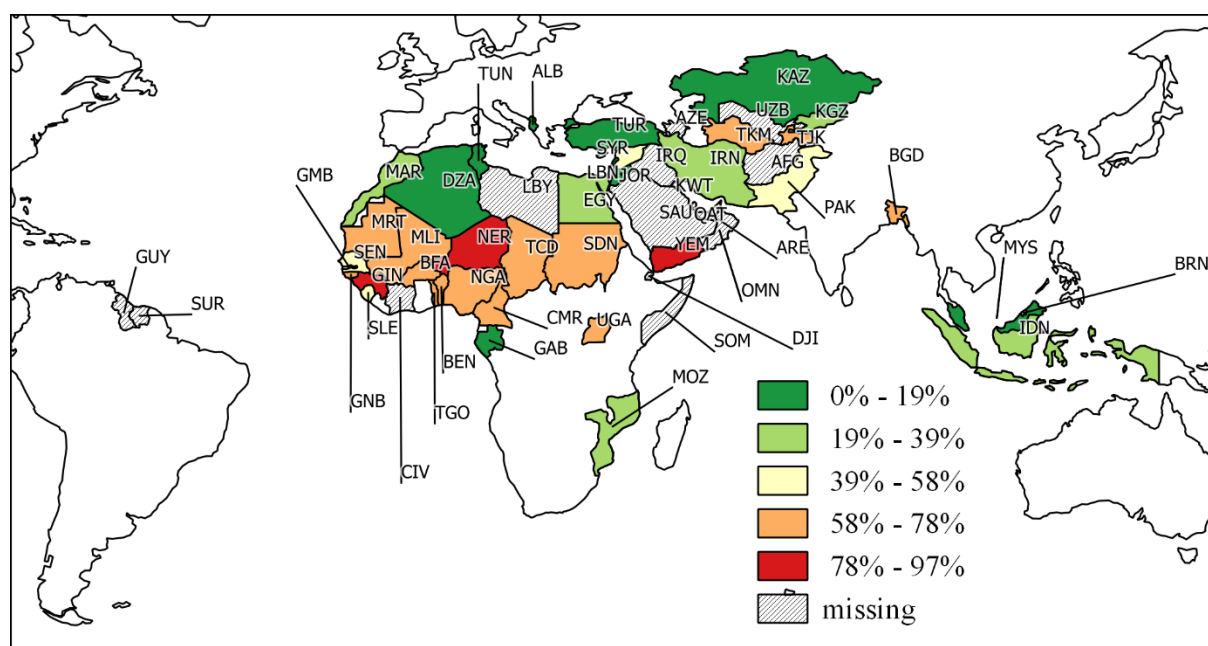 TUN
ALB
KAZ
UZB
KGZ
AZE
TUR
TKM
TJK
SYR
IRQ
IRN
AFG
BGD
MAR
GMB
LBN
JOR
DZA
LBY
EGY
KWT
PAK
SAU
QAT
MRT
NER
MLI
TCD
SDN
YEM
ARE
MYS
SEN
GUY
BFA
BRN
GIN
NGA
OMN
SUR
SLE
CMR
UGA
IDN
GAB
SOM
DJI
BEN
MOZ
GNB
TGO
CIV
0% - 19%
19% - 39%
39% - 58%
58% - 78%
78% - 97%
missing